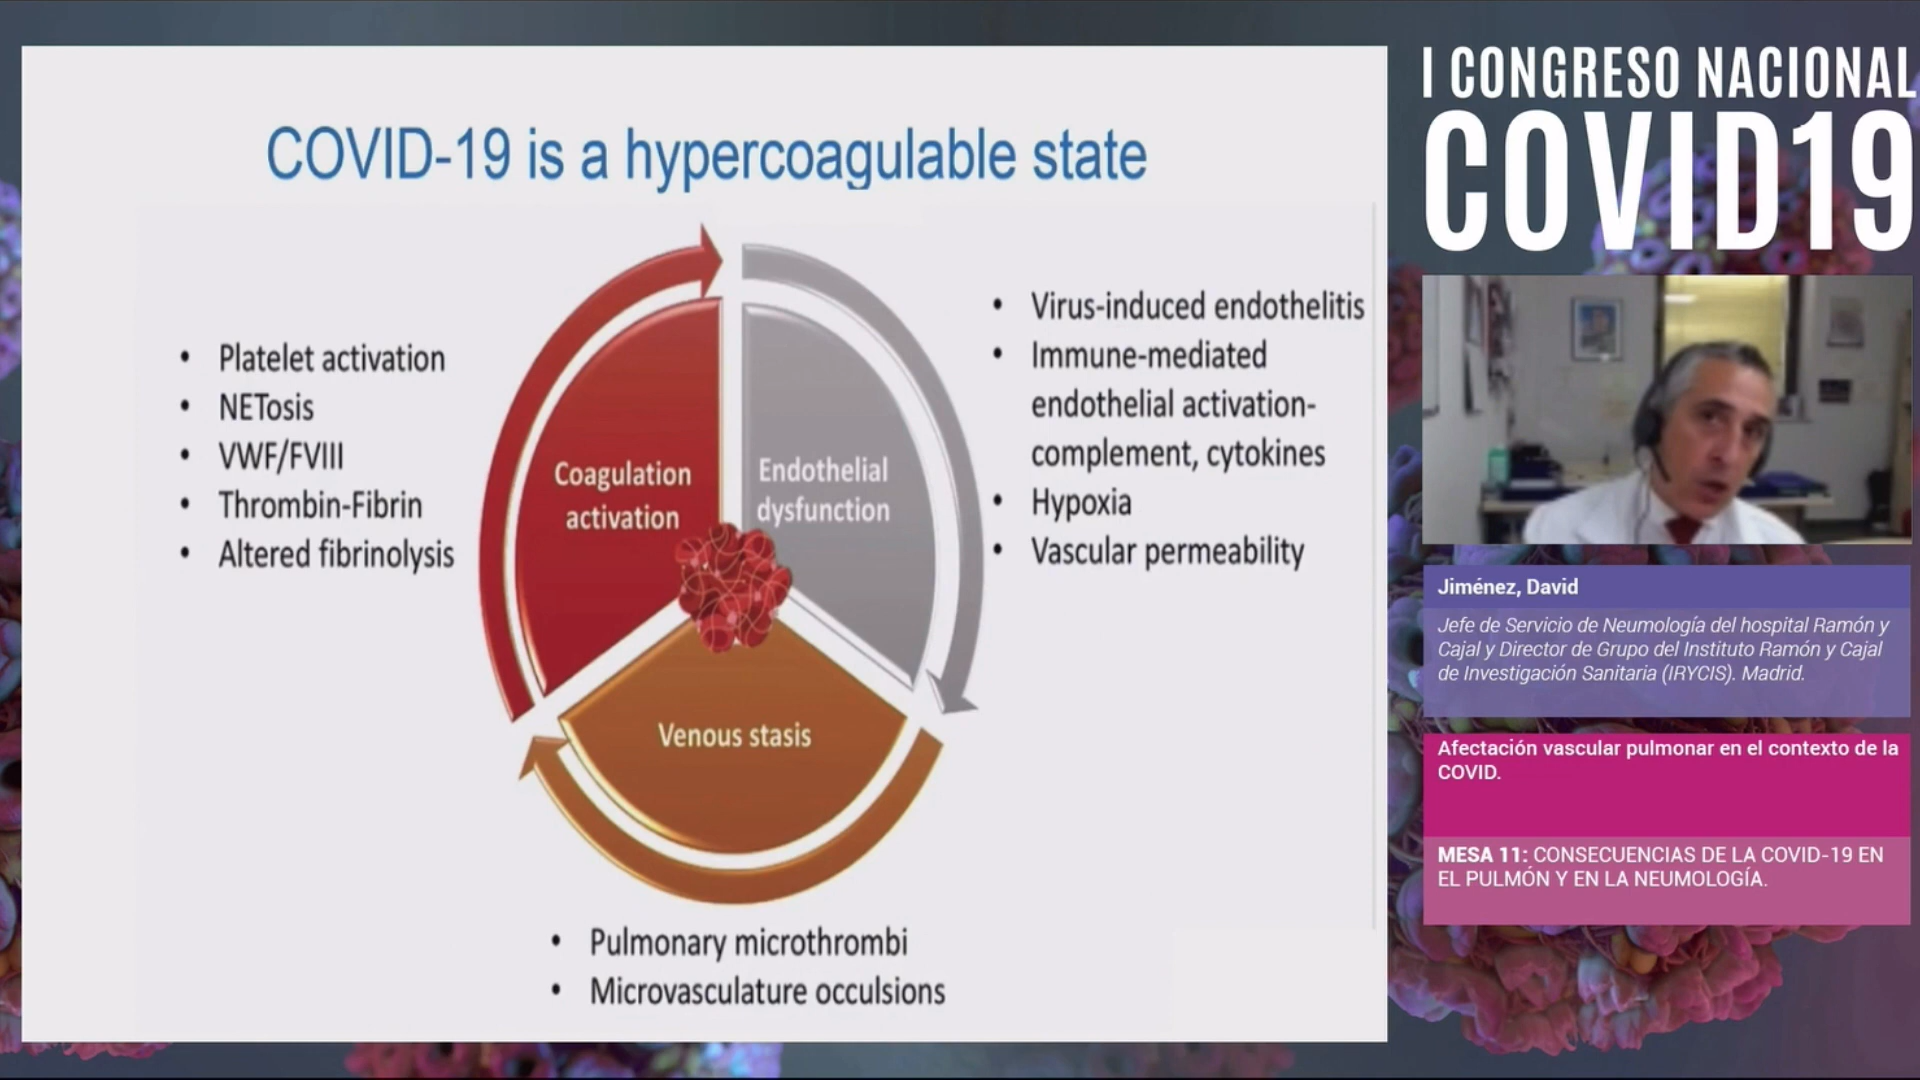 COVID-19 is a hypercoagulable state
• Platelet activation
• NETosis
• VWF/FVIII
• Thrombin-Fibrin
• Altered fibrinolysis
Coagulation
activation
Endothelial
dysfunction
Venous stasis
• Virus-induced endothelitis
• Immune-mediated
endothelial activation-
complement, cytokines
• Hypoxia
• Vascular permeability
• Pulmonary microthrombi
• Microvasculature occulsions
I CONGRESO NACIONAL
COVID19
Jiménez, David
Jefe de Servicio de Neumología del hospital Ramón y
Cajal y Director de Grupo del Instituto Ramón y Cajal
de Investigación Sanitaria (IRYCIS). Madrid.
Afectación vascular pulmonar en el contexto de la
COVID.
MESA 11: CONSECUENCIAS DE LA COVID-19 EN
EL PULMÓN Y EN LA NEUMOLOGÍA.